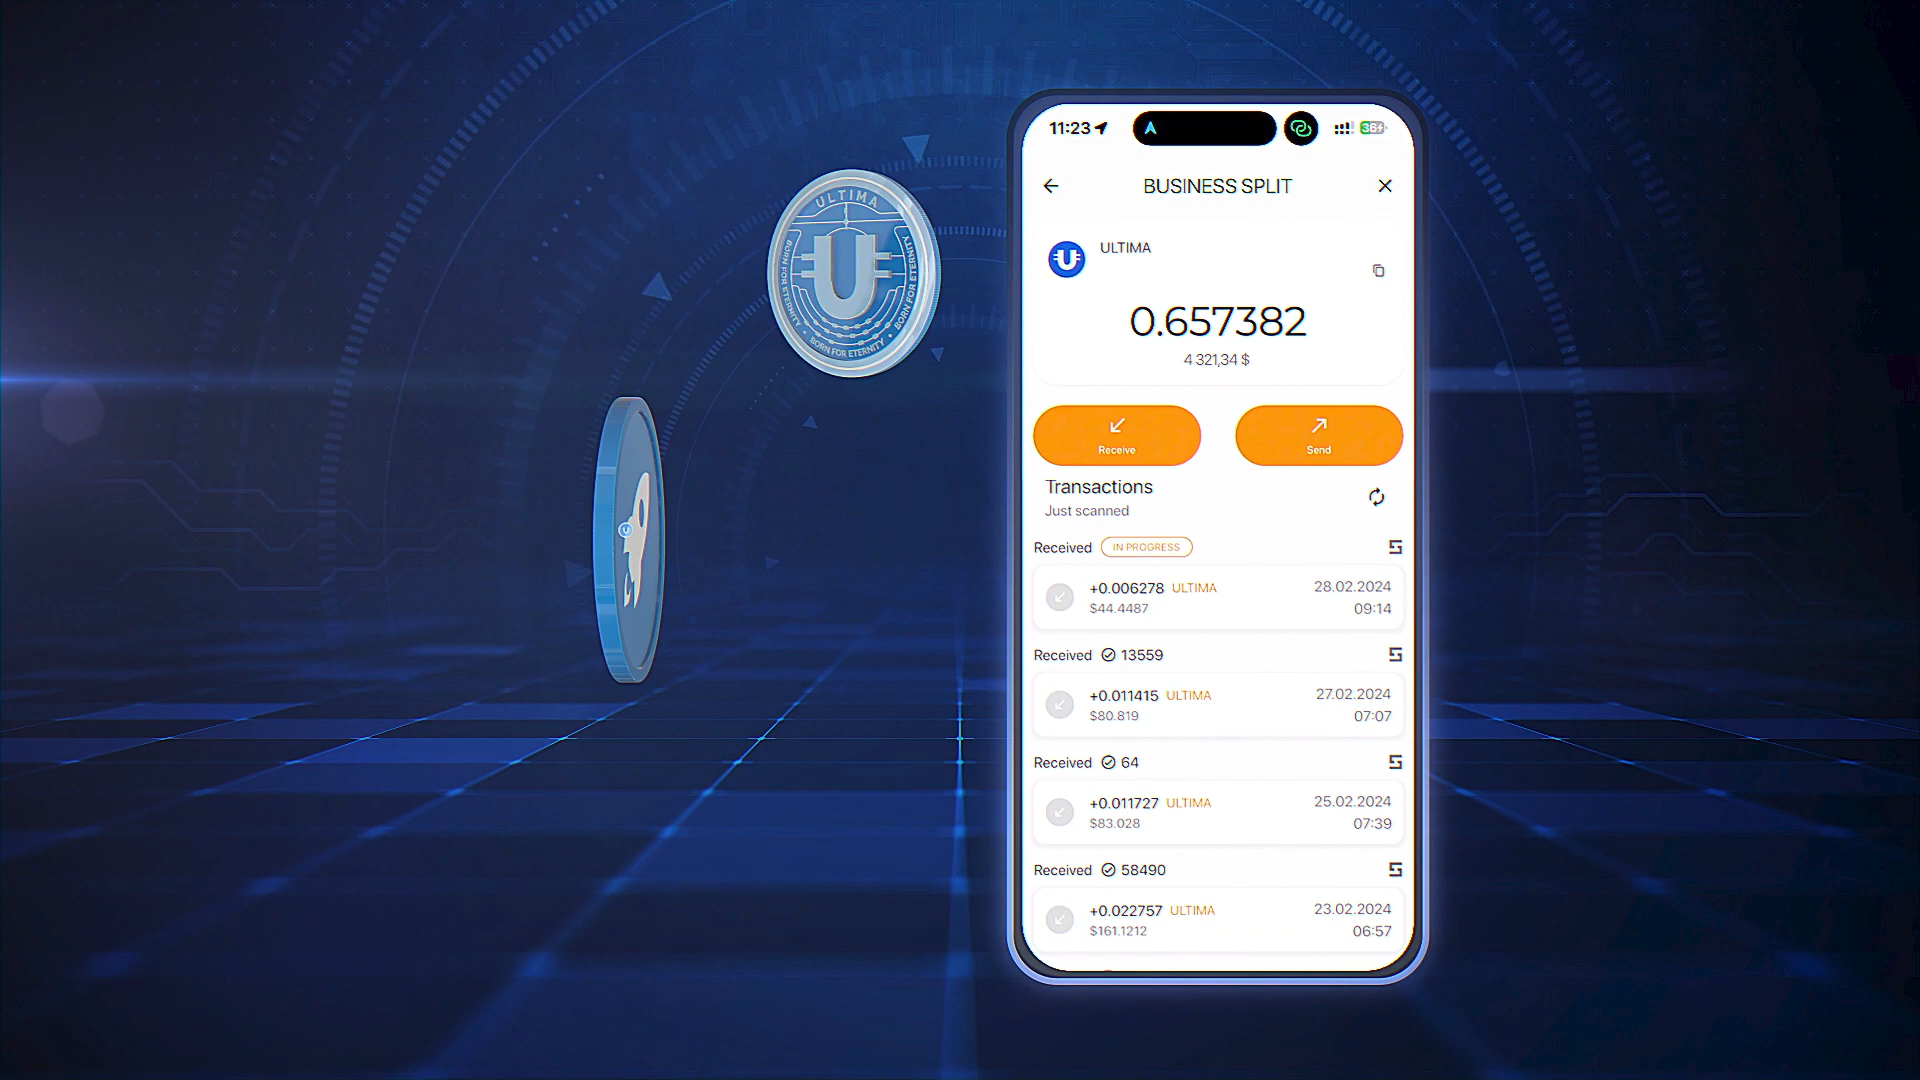 ULTIMA
BORN FOR ETERNITY
BORN FOR ETERNITY
BORN FOR ETERNITY
U
11:23
36
BUSINESS SPLIT
ULTIMA
0.657382
4 321,34 $
Receive
Send
Transactions
Just scanned
Received IN PROGRESS
+0.006278 ULTIMA 28.02.2024
$44.4487 09:14
Received 13559
+0.011415 ULTIMA 27.02.2024
$80.819 07:07
Received 64
+0.011727 ULTIMA 25.02.2024
$83.028 07:39
Received 58490
+0.022757 ULTIMA 23.02.2024
$161.1212 06:57